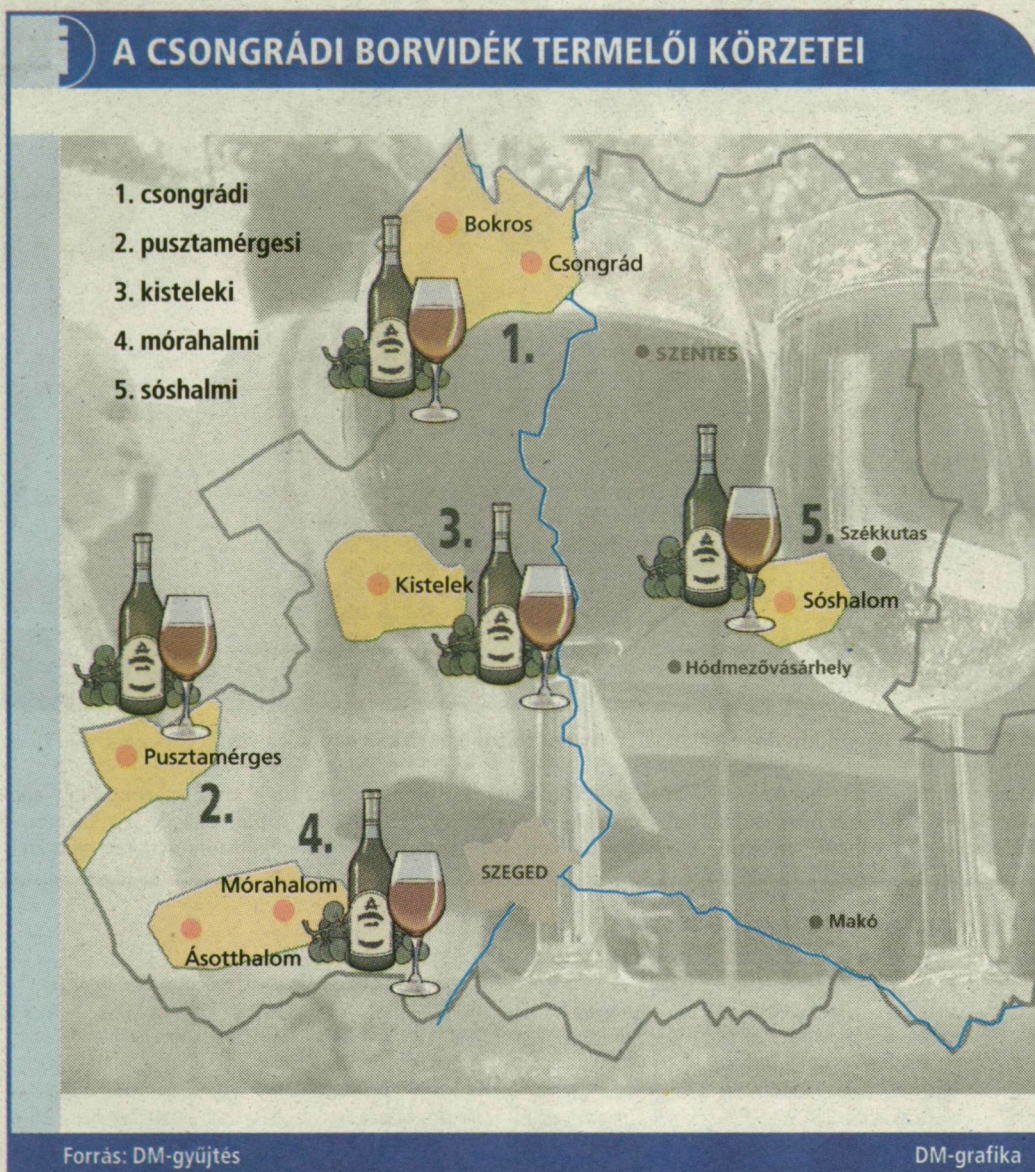 i
A CSONGRÁDI BORVIDÉK TERMELŐI KÖRZETEI
1. csongrádi
2. pusztamérgesi
3. kisteleki
4. mórahalmi
5. sóshalmi
Bokros
Csongrád
1.
SZENTES
3.
Kistelek
5.
Székkutas
Sóshalom
Hódmezővásárhely
Pusztamérges
2.
4.
Mórahalom
Ásotthalom
SZEGED
Makó
Forrás: DM-gyűjtés
DM-grafika